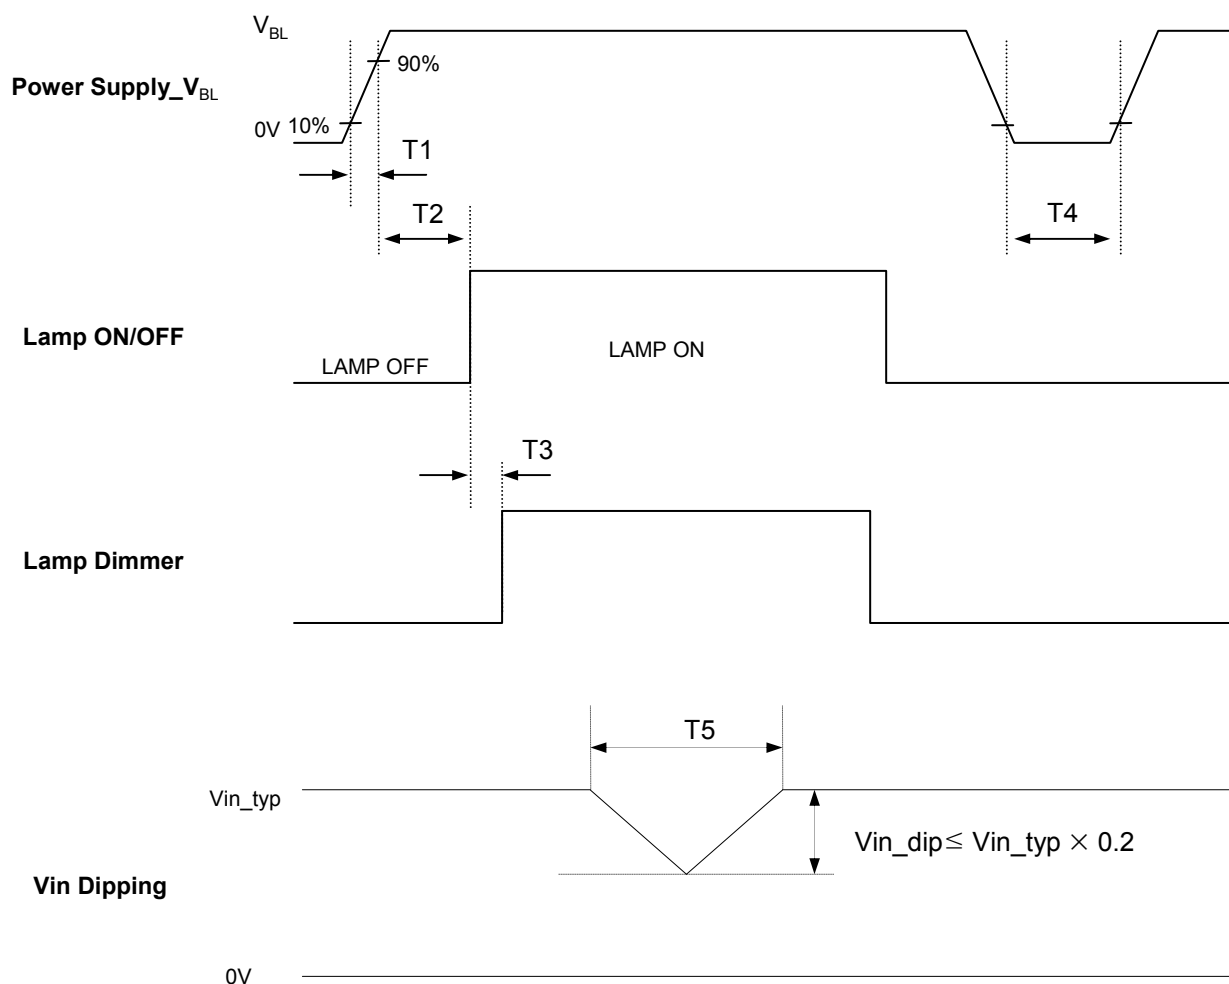 V_BL
90%
Power Supply_V_BL
0V 10%
T1
T2
T4
Lamp ON/OFF
LAMP ON
LAMP OFF
T3
Lamp Dimmer
T5
Vin_typ
Vin_dip≦ Vin_typ × 0.2
Vin Dipping
0V